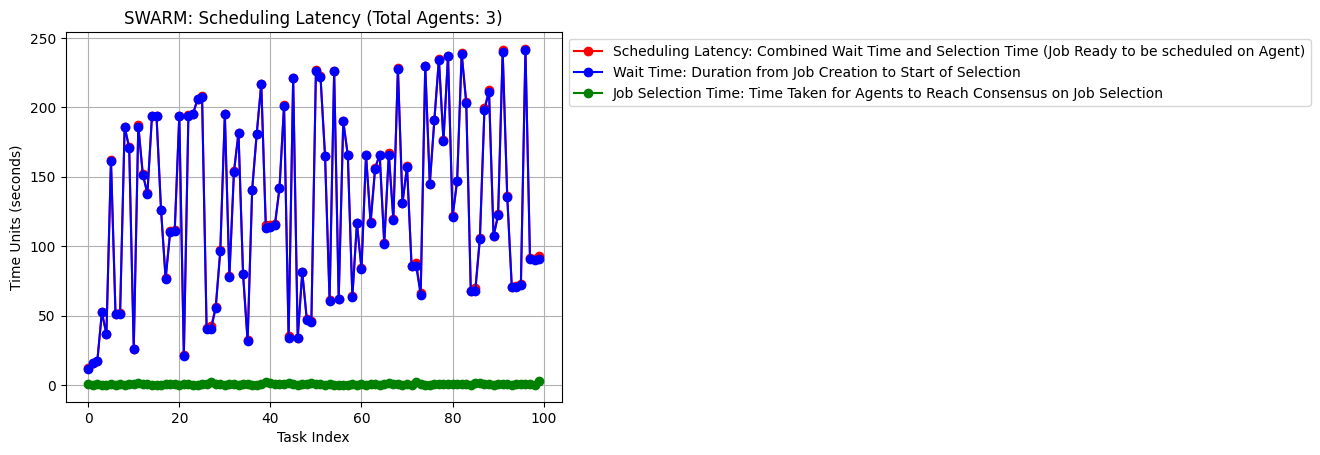 SWARM: Scheduling Latency (Total Agents: 3)
Scheduling Latency: Combined Wait Time and Selection Time (Job Ready to be scheduled on Agent)
Wait Time: Duration from Job Creation to Start of Selection
Job Selection Time: Time Taken for Agents to Reach Consensus on Job Selection
Time Units (seconds)
250
200
150
100
50
0
0 20 40 60 80 100
Task Index